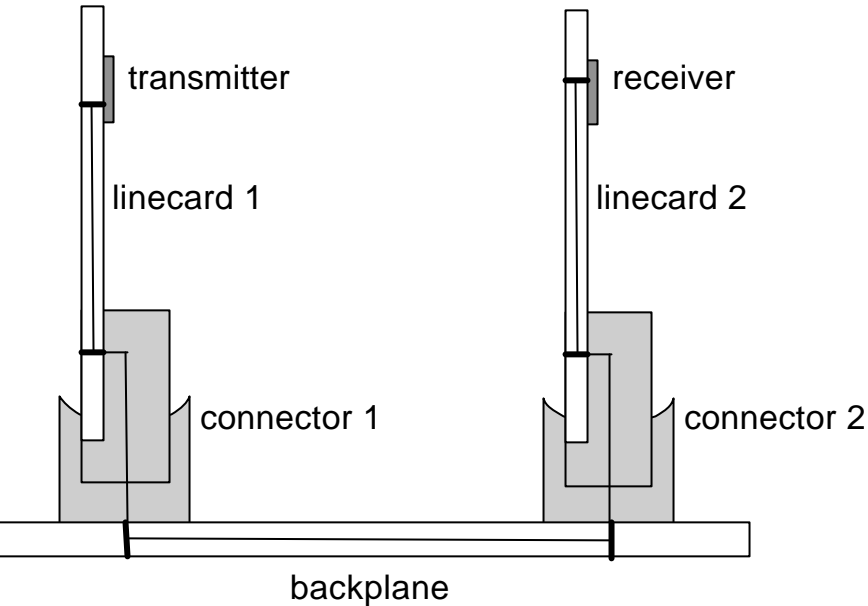 transmitter
receiver
linecard 1
linecard 2
connector 1
connector 2
backplane